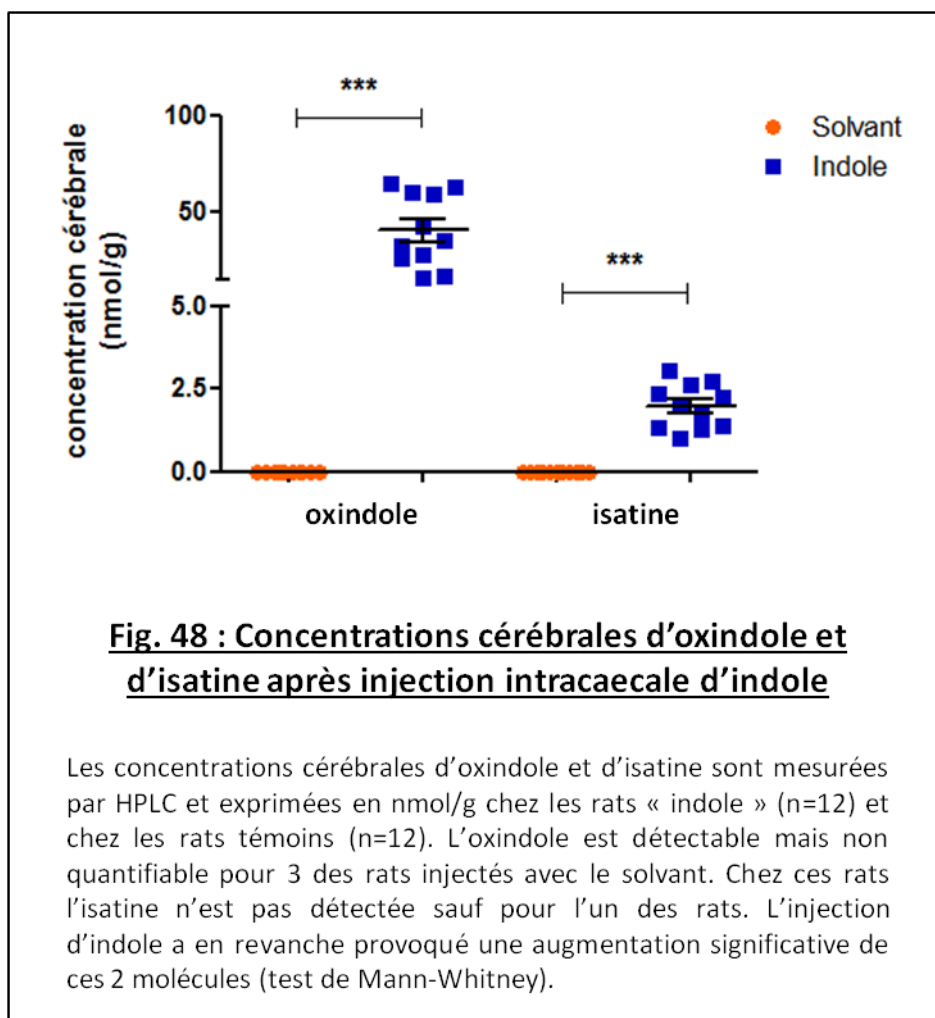 ***
100
Solvant
Indole
50
***
5.0
2.5
0.0
concentration cérébrale
(nmol/g)
oxindole isatine
Fig. 48 : Concentrations cérébrales d’oxindole et
d’isatine après injection intracaecale d’indole
Les concentrations cérébrales d’oxindole et d’isatine sont mesurées
par HPLC et exprimées en nmol/g chez les rats « indole » (n=12) et
chez les rats témoins (n=12). L’oxindole est détectable mais non
quantifiable pour 3 des rats injectés avec le solvant. Chez ces rats
l’isatine n’est pas détectée sauf pour l’un des rats. L’injection
d’indole a en revanche provoqué une augmentation significative de
ces 2 molécules (test de Mann-Whitney).